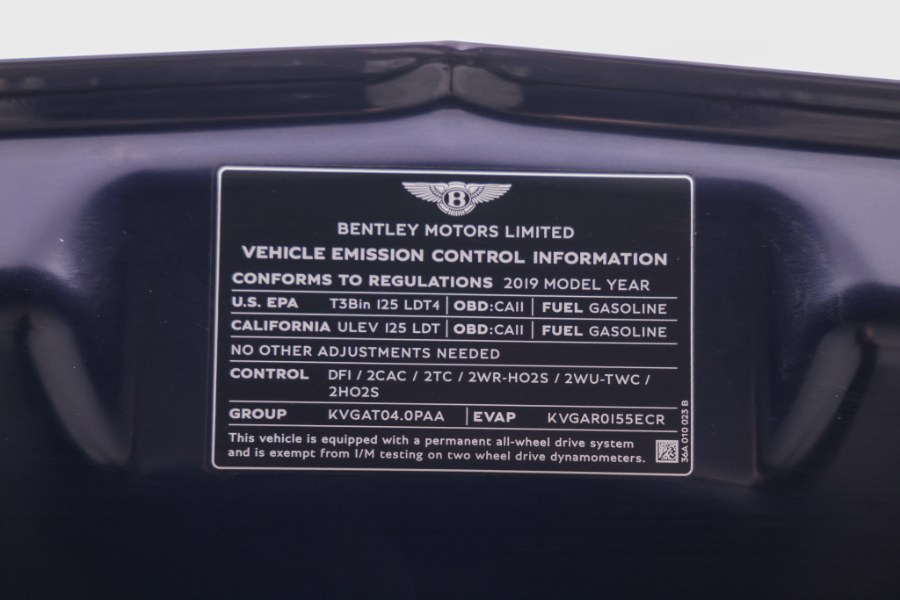 B
BENTLEY MOTORS LIMITED
VEHICLE EMISSION CONTROL INFORMATION
CONFORMS TO REGULATIONS 2019 MODEL YEAR
U.S. EPA T3Bin 125 LDT4 | OBD:CAII | FUEL GASOLINE
CALIFORNIA ULEV 125 LDT | OBD:CAII | FUEL GASOLINE
NO OTHER ADJUSTMENTS NEEDED
CONTROL DFI / 2CAC / 2TC / 2WR-HO2S / 2WU-TWC /
2HO2S
GROUP KVGAT04.0PAA | EVAP KVGAR0155ECR
This vehicle is equipped with a permanent all-wheel drive system
and is exempt from I/M testing on two wheel drive dynamometers.
36A 010 023 B